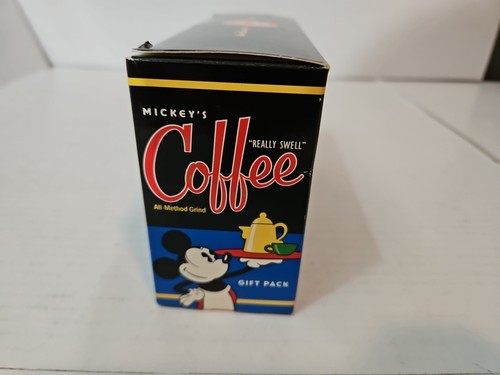 MICKEY'S
"REALLY SWELL"
Coffee
All-Method Grind
GIFT PACK